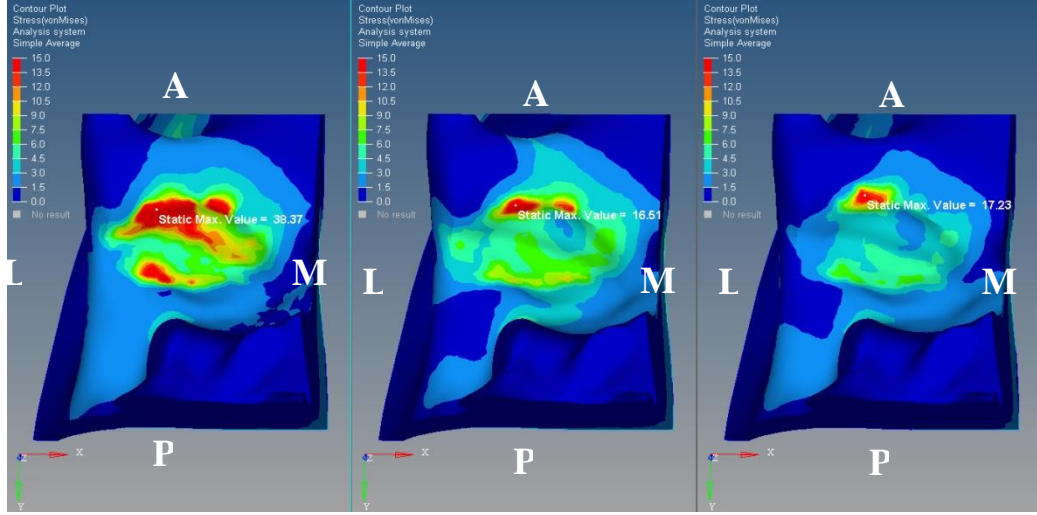 Contour Plot
Stress(vonMises)
Analysis system
Simple Average
15.0
13.5
12.0
10.5
9.0
7.5
6.0
4.5
3.0
1.5
0.0
No result
A
Static Max. Value = 38.37
L
M
P
Z
X
Y
Contour Plot
Stress(vonMises)
Analysis system
Simple Average
15.0
13.5
12.0
10.5
9.0
7.5
6.0
4.5
3.0
1.5
0.0
No result
A
Static Max. Value = 16.51
L
M
P
Z
X
Y
Contour Plot
Stress(vonMises)
Analysis system
Simple Average
15.0
13.5
12.0
10.5
9.0
7.5
6.0
4.5
3.0
1.5
0.0
No result
A
Static Max. Value = 17.23
L
M
P
Z
X
Y